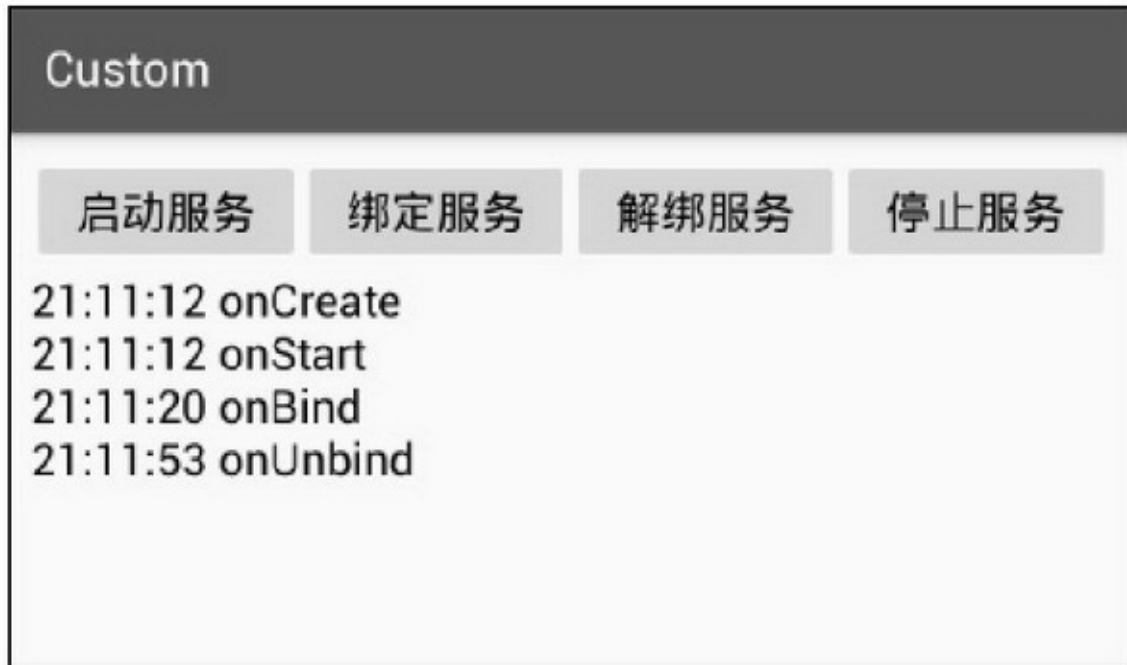 Custom
启动服务 绑定服务 解绑服务 停止服务
21:11:12 onCreate
21:11:12 onStart
21:11:20 onBind
21:11:53 onUnbind